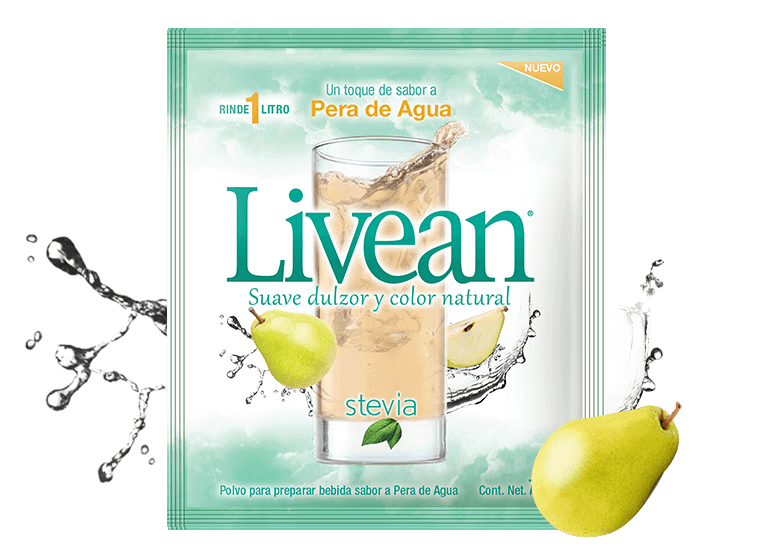 NUEVO
Un toque de sabor a
RINDE 1 LITRO
Pera de Agua
Livean®
Suave dulzor y color natural
stevia
Polvo para preparar bebida sabor a Pera de Agua Cont. Net.